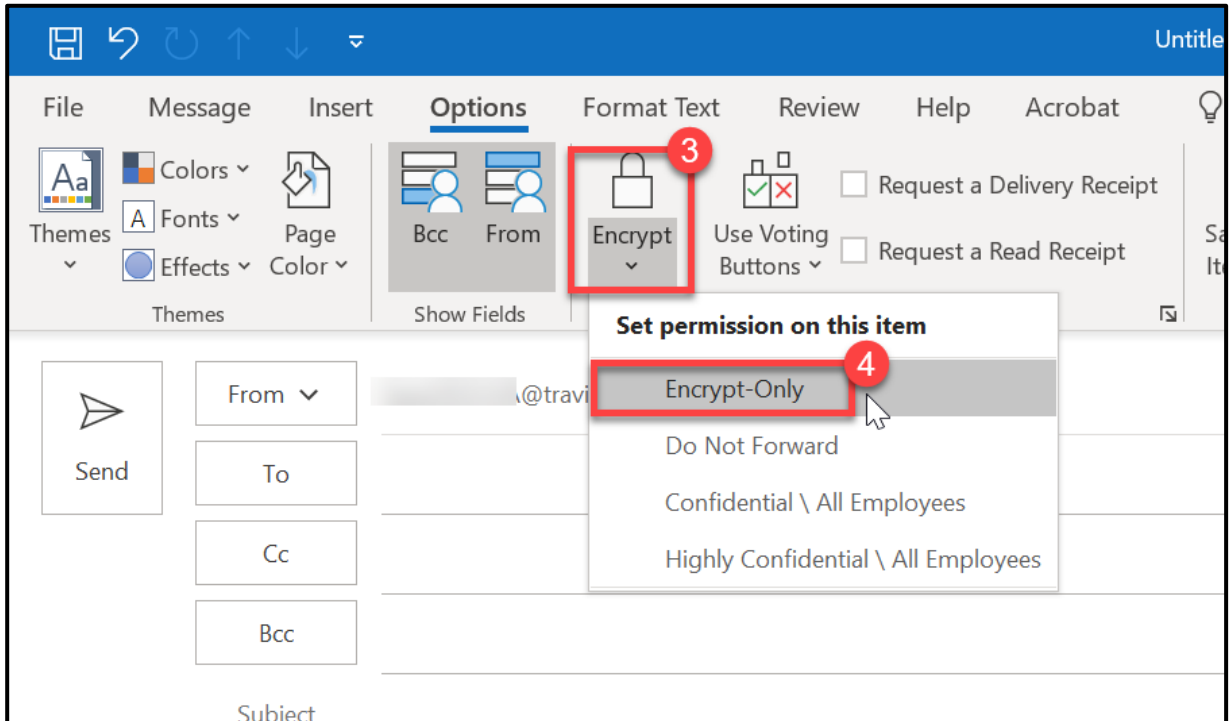 Untitle
File Message Insert Options Format Text Review Help Acrobat
3
Aa
Colors
A Fonts
Effects
Themes
Page
Color
Themes
Bcc From
Show Fields
Encrypt
Use Voting
Buttons
Request a Delivery Receipt
Request a Read Receipt
Sa
It
Set permission on this item
4
Encrypt-Only
Do Not Forward
Confidential \ All Employees
Highly Confidential \ All Employees
Send
From
\@travi
To
Cc
Bcc
Subject